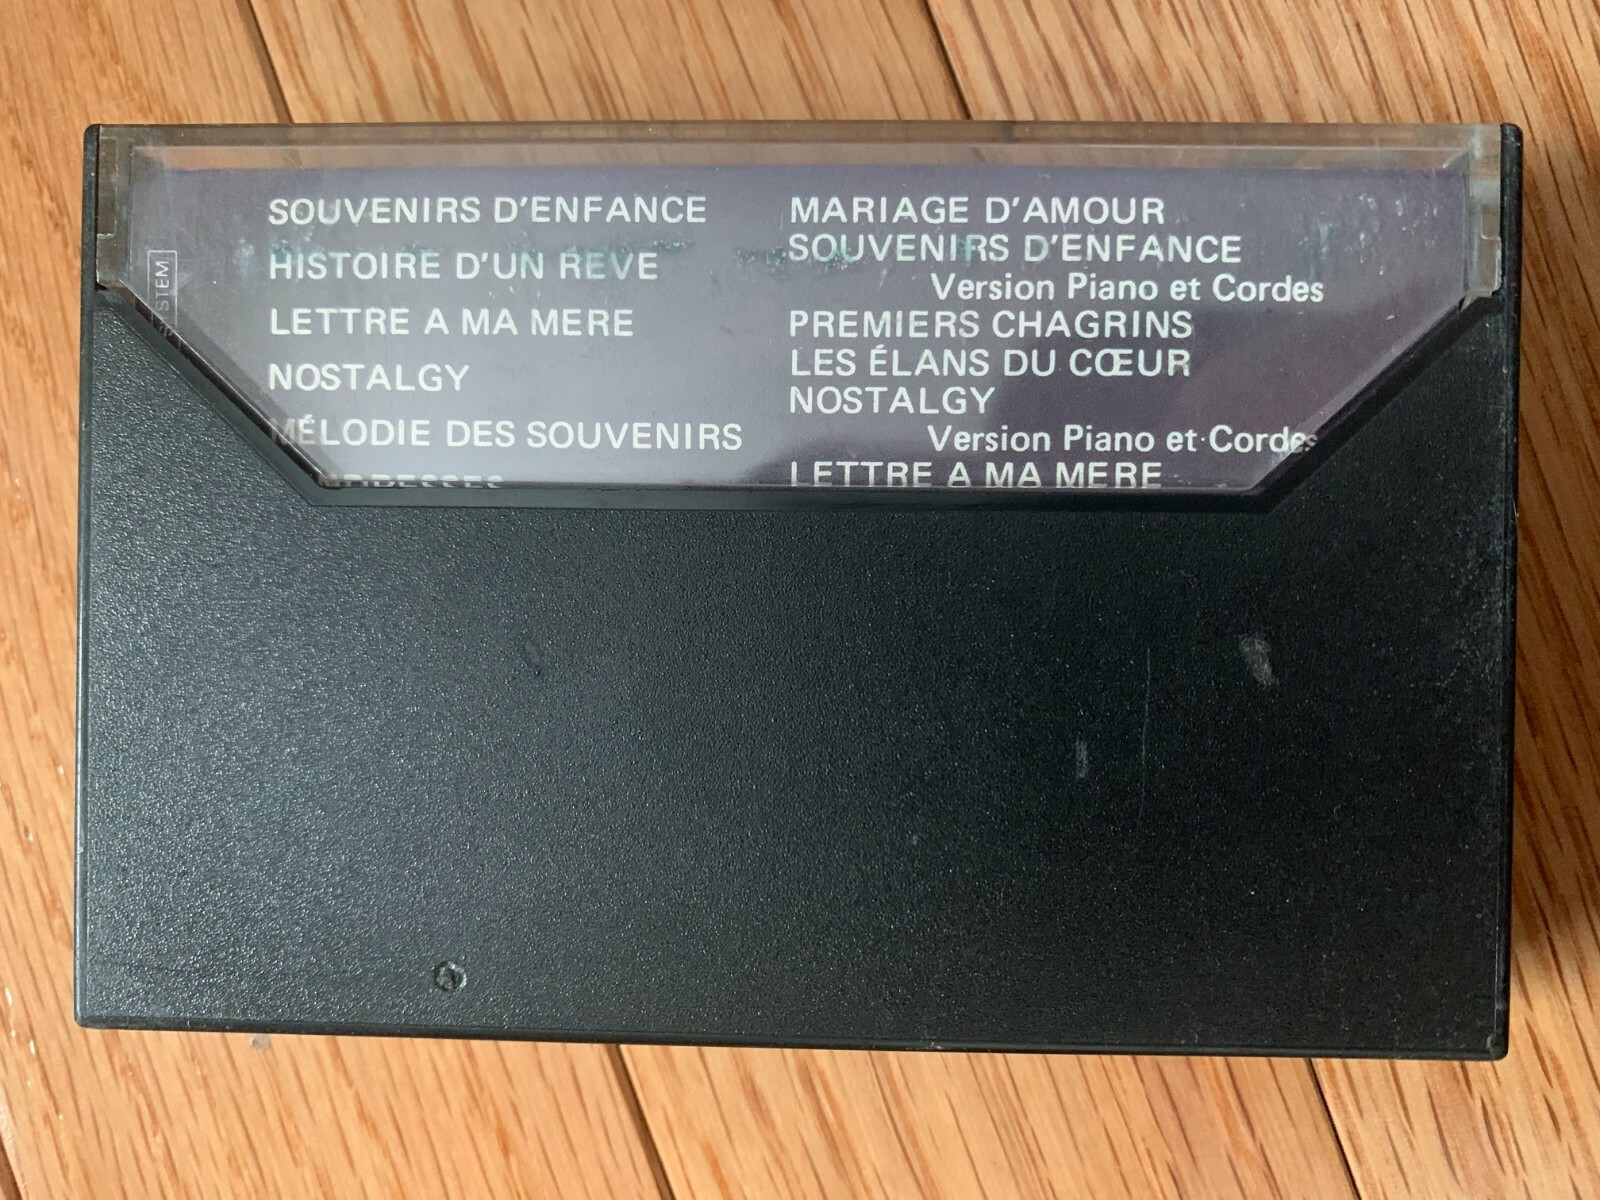 SOUVENIRS D'ENFANCE
HISTOIRE D'UN REVE
LETTRE A MA MERE
NOSTALGY
MÉLODIE DES SOUVENIRS
MARIAGE D'AMOUR
SOUVENIRS D'ENFANCE
Version Piano et Cordes
PREMIERS CHAGRINS
LES ÉLANS DU CŒUR
NOSTALGY
Version Piano et Cordes
LETTRE A MA MERE